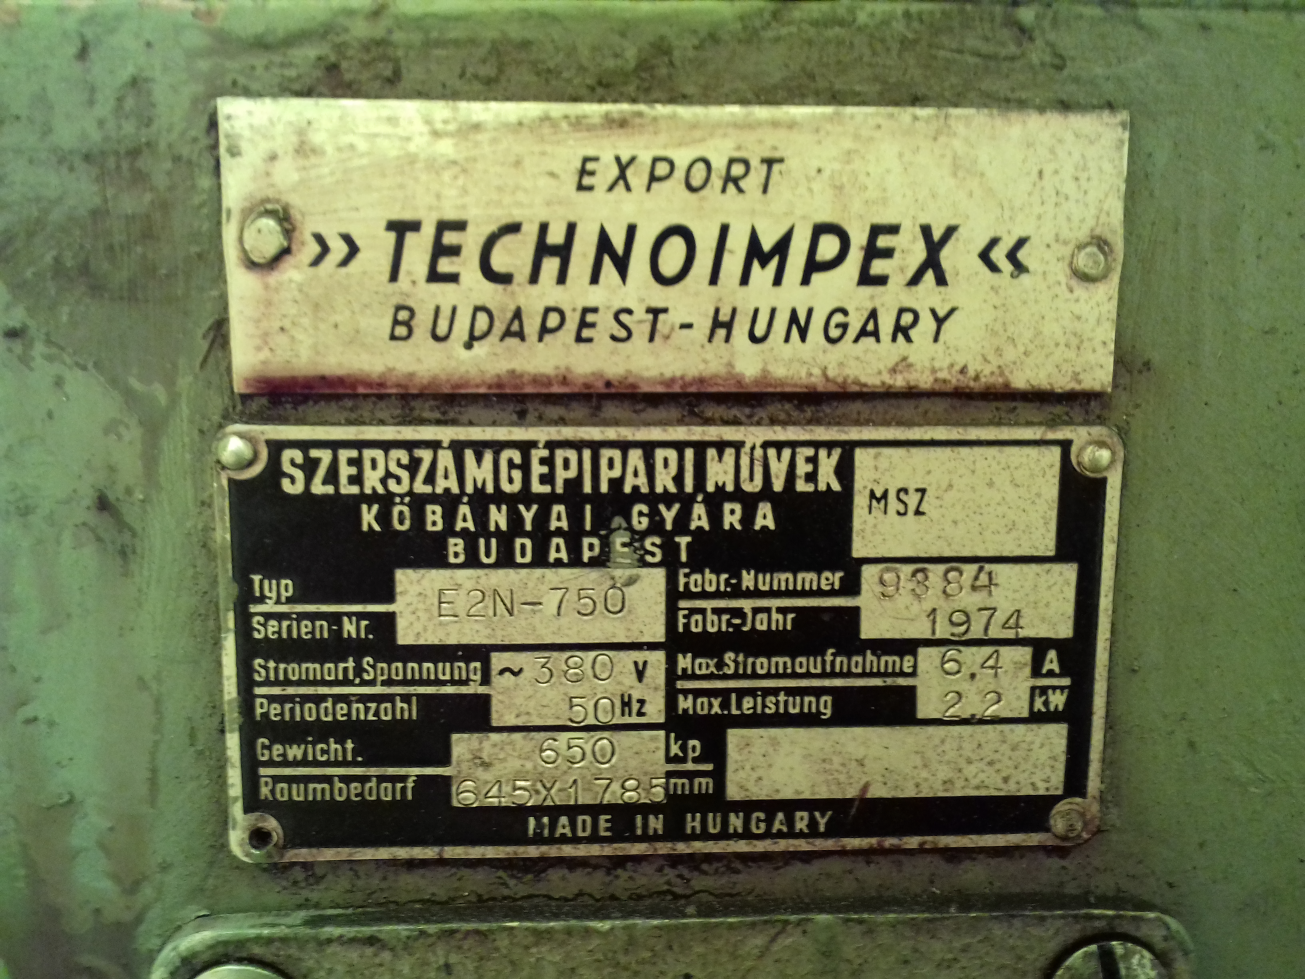 EXPORT
» TECHNOIMPEX «
BUDAPEST-HUNGARY
SZERSZÁMGÉPIPARI MŰVEK
KŐBÁNYAI GYÁRA
BUDAPEST
MSZ
Typ E2N-750
Serien-Nr.
Fabr.-Nummer 9384
Fabr.-Jahr 1974
Stromart,Spannung ~380 V
Periodenzahl 50 Hz
Max.Stromaufnahme 6,4 A
Max.Leistung 2,2 kW
Gewicht. 650 kp
Raumbedarf 645X1785 mm
MADE IN HUNGARY